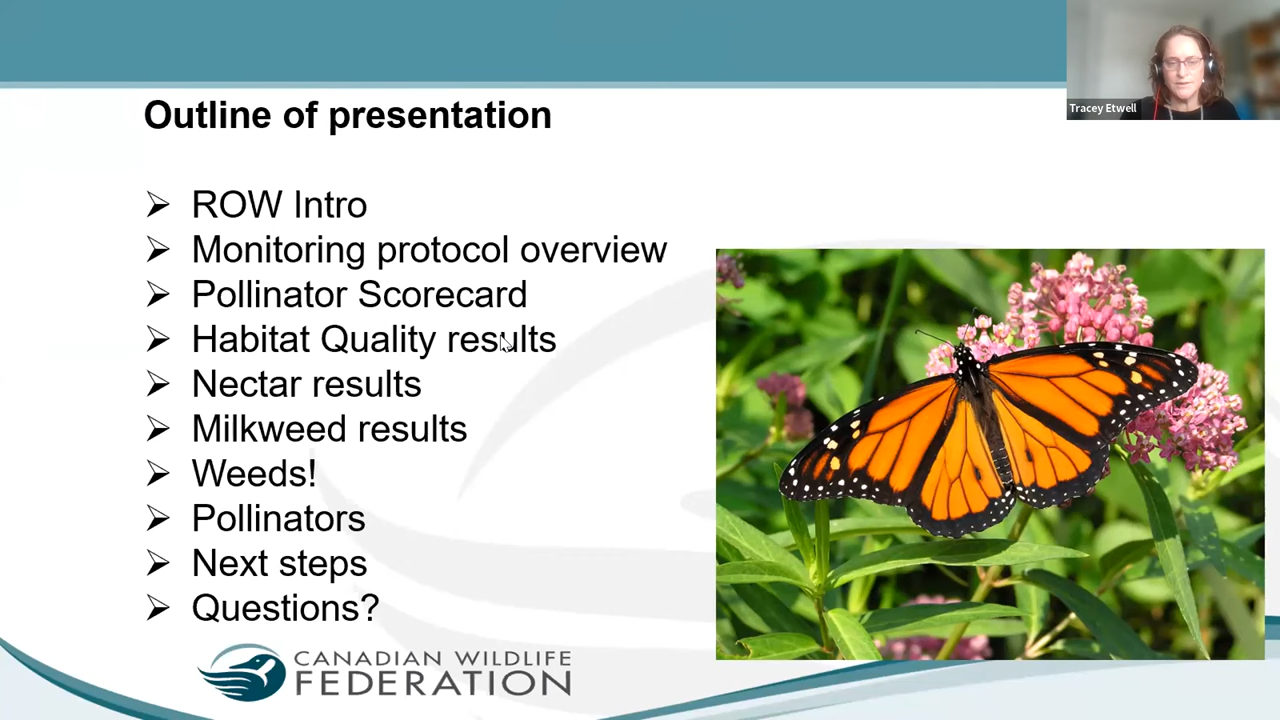 Tracey Etwell
Outline of presentation
ROW Intro
Monitoring protocol overview
Pollinator Scorecard
Habitat Quality results
Nectar results
Milkweed results
Weeds!
Pollinators
Next steps
Questions?
CANADIAN WILDLIFE
FEDERATION